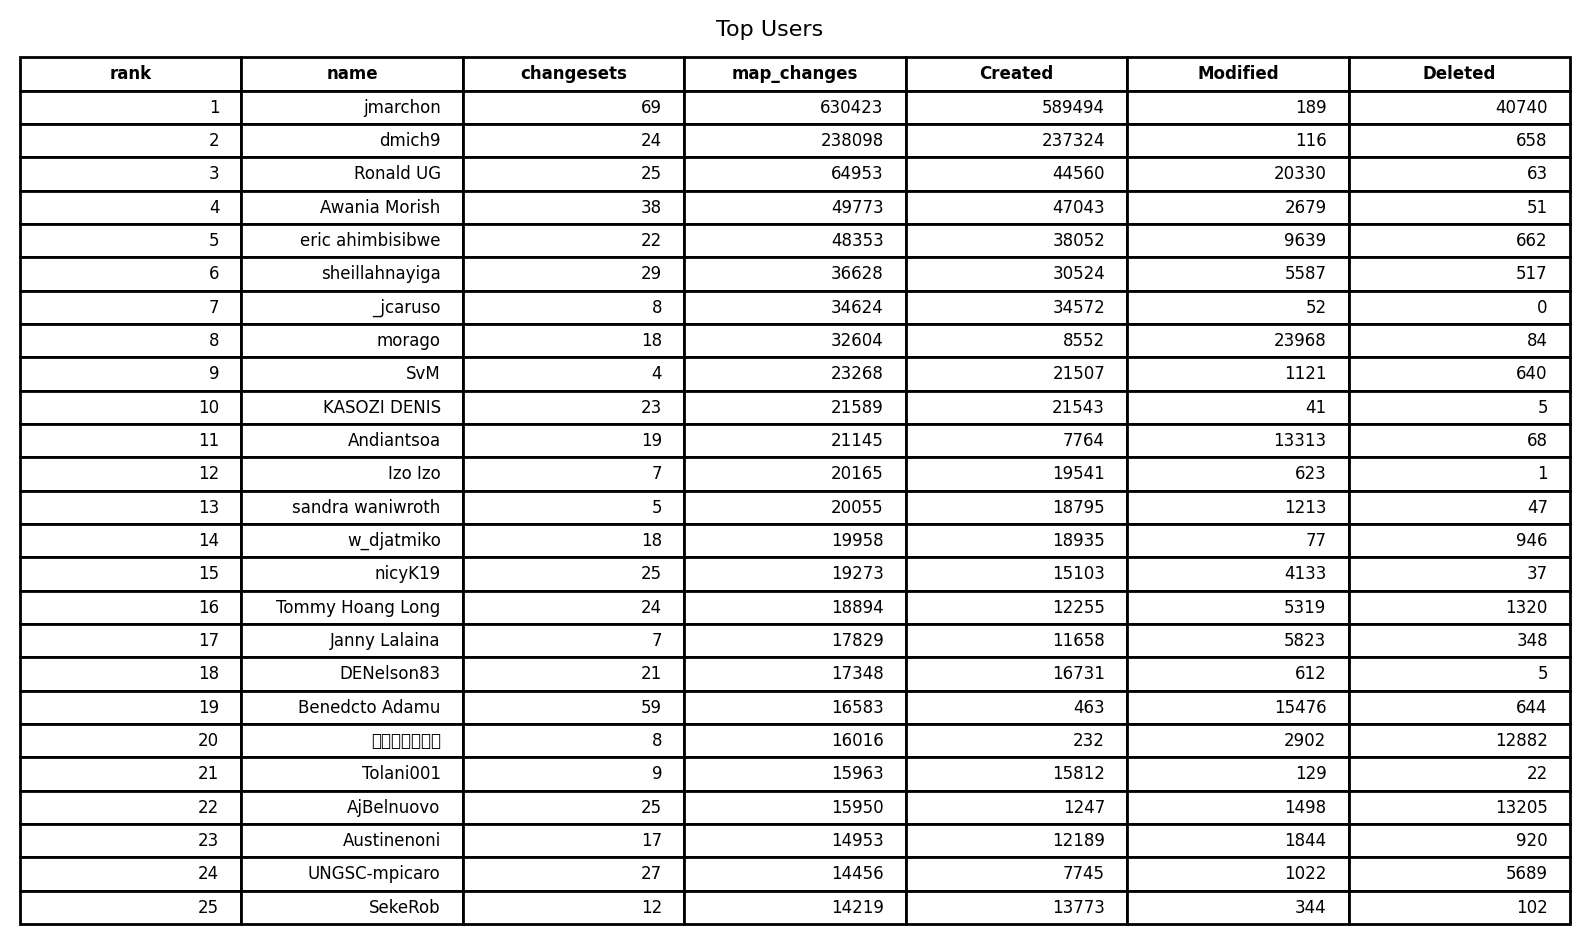 Top Users
rank name changesets map_changes Created Modified Deleted
1 jmarchon 69 630423 589494 189 40740
2 dmich9 24 238098 237324 116 658
3 Ronald UG 25 64953 44560 20330 63
4 Awania Morish 38 49773 47043 2679 51
5 eric ahimbisibwe 22 48353 38052 9639 662
6 sheillahnayiga 29 36628 30524 5587 517
7 _jcaruso 8 34624 34572 52 0
8 morago 18 32604 8552 23968 84
9 SvM 4 23268 21507 1121 640
10 KASOZI DENIS 23 21589 21543 41 5
11 Andiantsoa 19 21145 7764 13313 68
12 Izo Izo 7 20165 19541 623 1
13 sandra waniwroth 5 20055 18795 1213 47
14 w_djatmiko 18 19958 18935 77 946
15 nicyK19 25 19273 15103 4133 37
16 Tommy Hoang Long 24 18894 12255 5319 1320
17 Janny Lalaina 7 17829 11658 5823 348
18 DENelson83 21 17348 16731 612 5
19 Benedcto Adamu 59 16583 463 15476 644
20 8 16016 232 2902 12882
21 Tolani001 9 15963 15812 129 22
22 AjBelnuovo 25 15950 1247 1498 13205
23 Austinenoni 17 14953 12189 1844 920
24 UNGSC-mpicaro 27 14456 7745 1022 5689
25 SekeRob 12 14219 13773 344 102